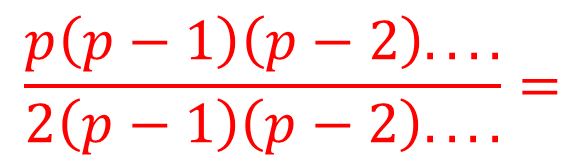 p(p − 1)(p − 2)....
2(p − 1)(p − 2)....
=